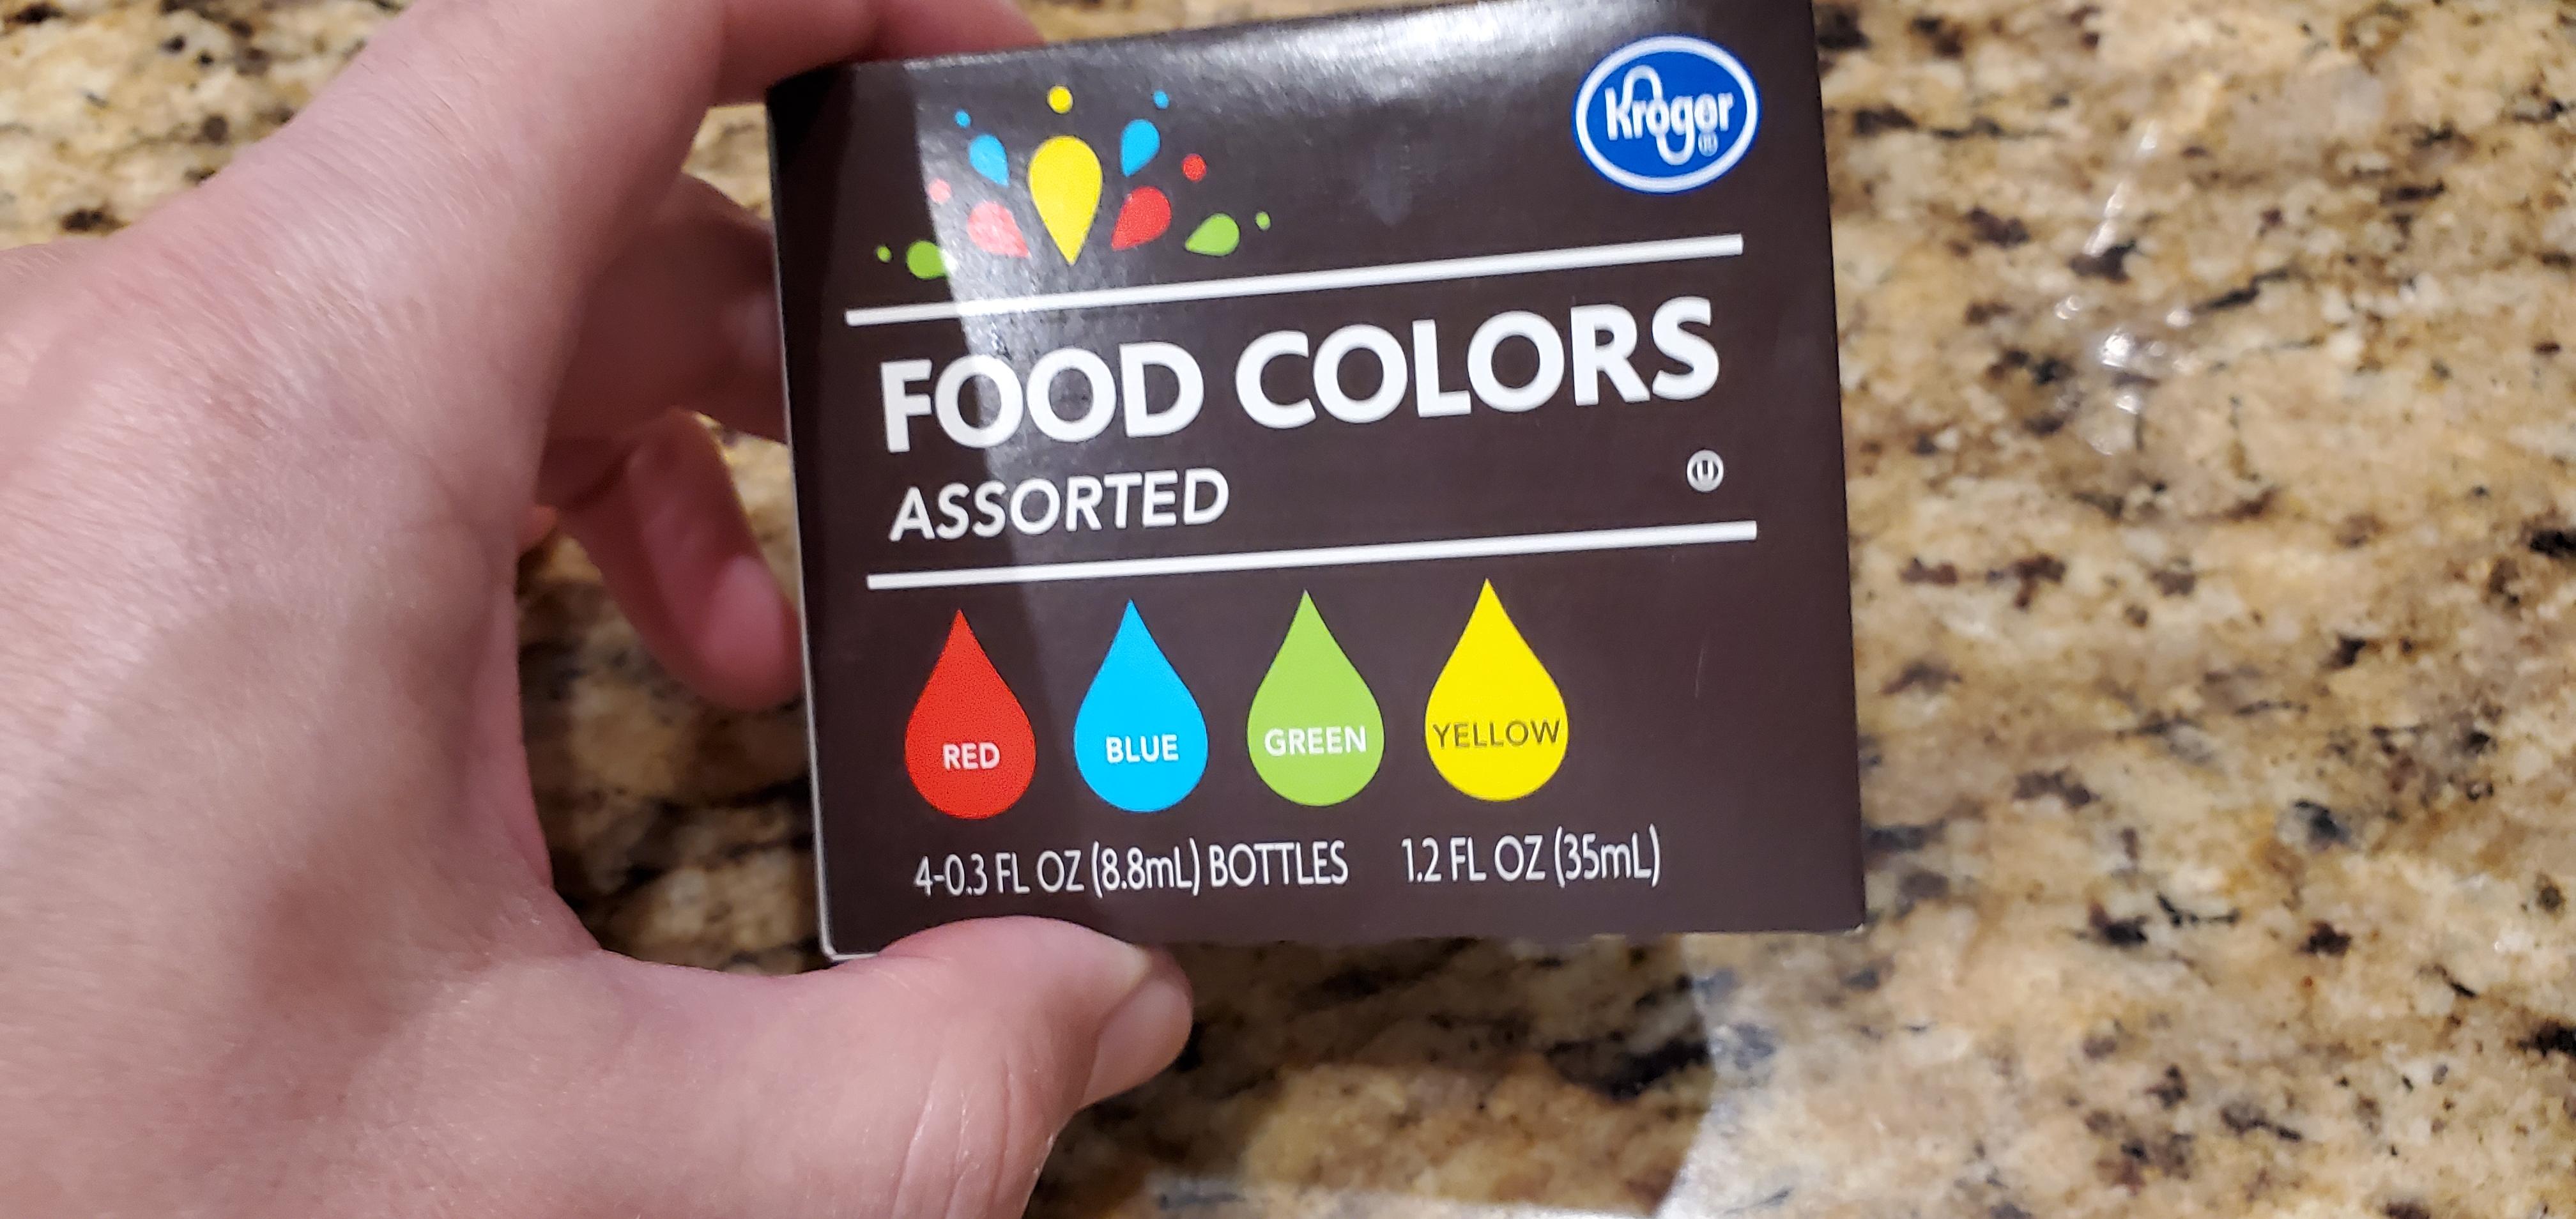 Kroger
FOOD COLORS
ASSORTED
U
RED
BLUE
GREEN
YELLOW
4-0.3 FL OZ (8.8mL) BOTTLES 1.2 FL OZ (35mL)